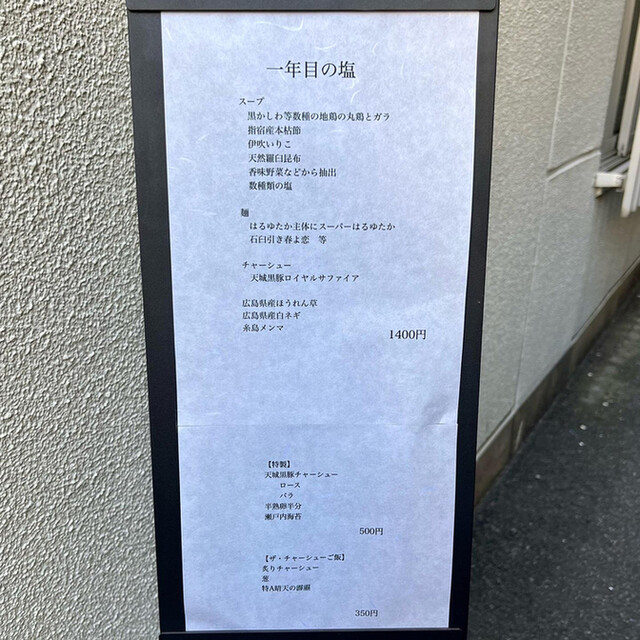 一年目の塩
スープ
黒かしわ等数種の地鶏の丸鶏とガラ
指宿産本枯節
伊吹いりこ
天然羅臼昆布
香味野菜などから抽出
数種類の塩
麺
はるゆたか主体にスーパーはるゆたか
石臼引き春よ恋 等
チャーシュー
天城黒豚ロイヤルサファイア
広島県産ほうれん草
広島県産白ネギ
糸島メンマ
1400円
【特製】
天城黒豚チャーシュー
ロース
バラ
半熟卵半分
瀬戸内海苔
500円
【ザ・チャーシューご飯】
炙りチャーシュー
葱
特A晴天の霹靂
350円